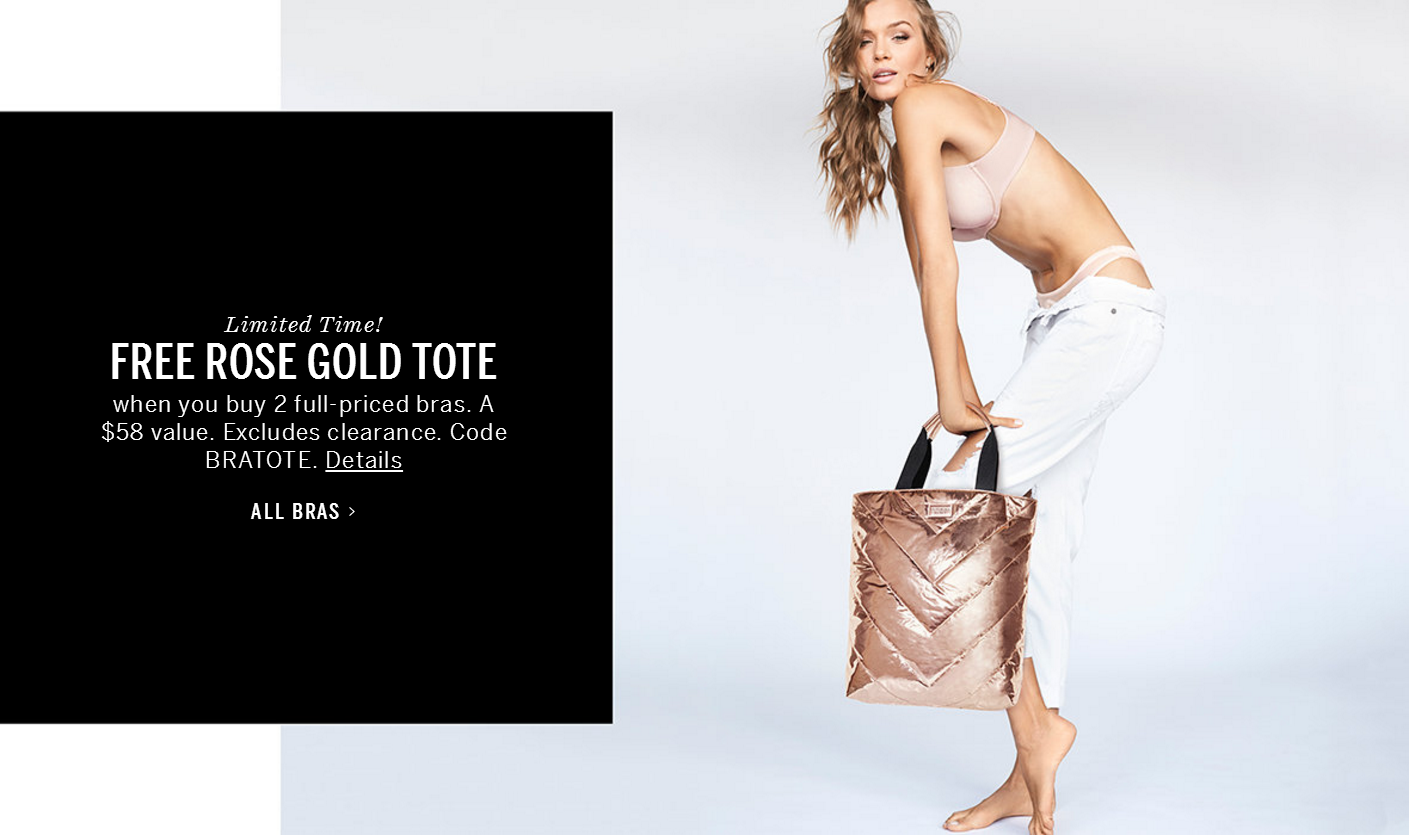 Limited Time!
FREE ROSE GOLD TOTE
when you buy 2 full-priced bras. A
$58 value. Excludes clearance. Code
BRATOTE. Details
ALL BRAS >